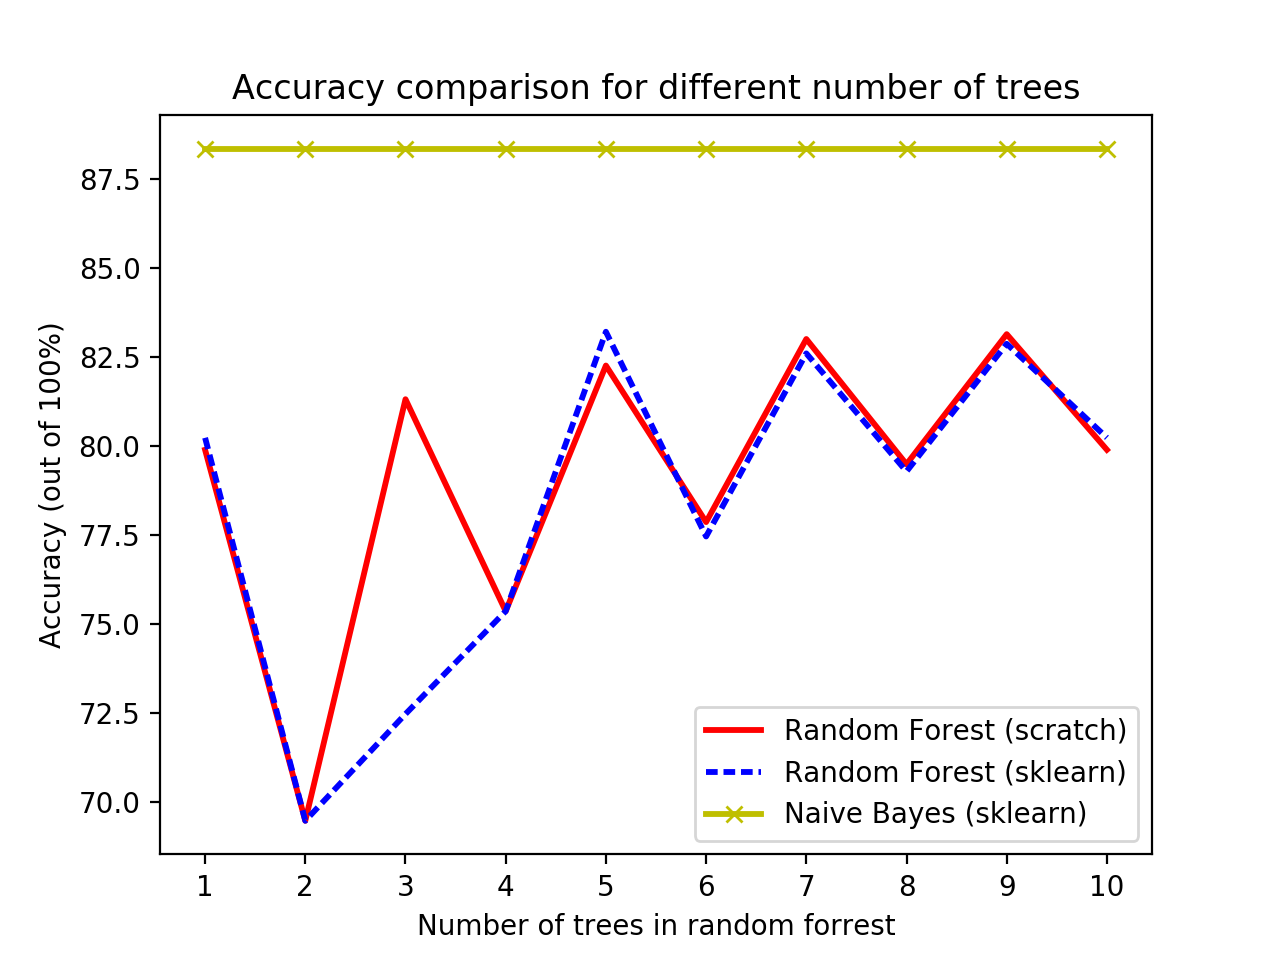 Accuracy comparison for different number of trees
87.5
85.0
82.5
80.0
77.5
75.0
72.5
70.0
Accuracy (out of 100%)
Random Forest (scratch)
Random Forest (sklearn)
Naive Bayes (sklearn)
1 2 3 4 5 6 7 8 9 10
Number of trees in random forrest